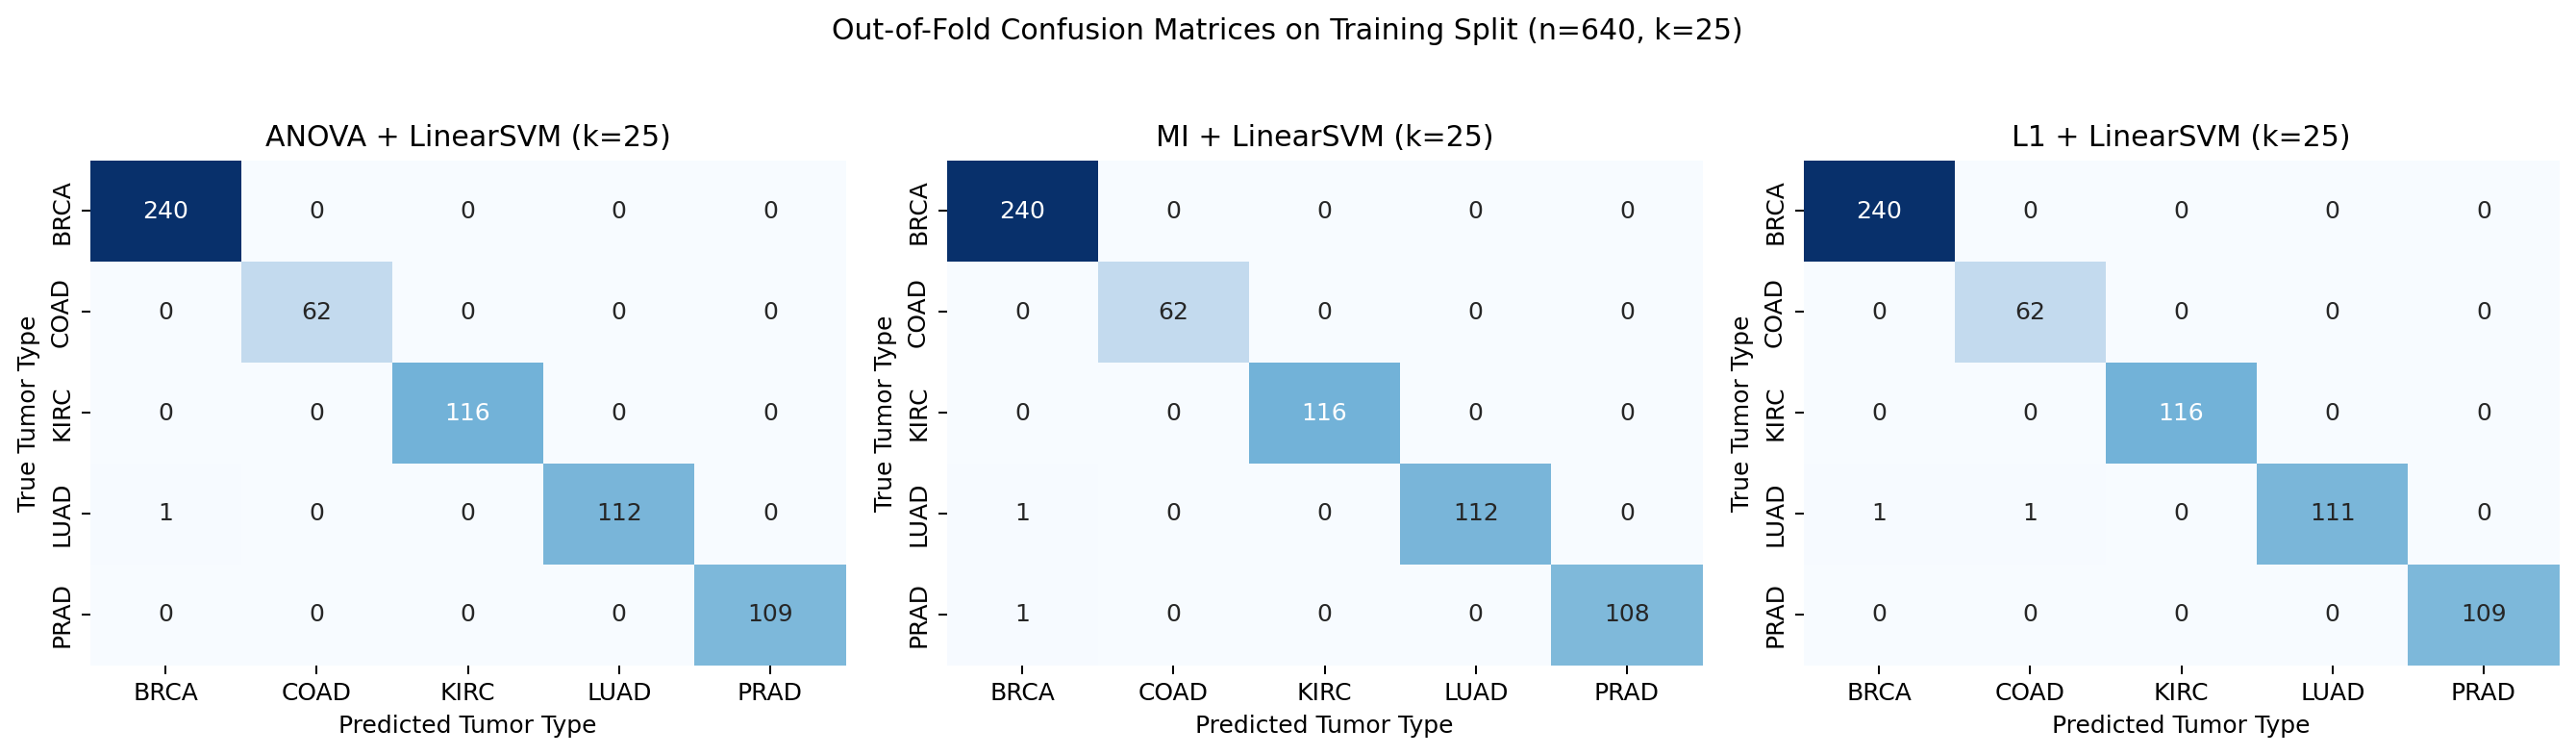 Out-of-Fold Confusion Matrices on Training Split (n=640, k=25)
ANOVA + LinearSVM (k=25)
True Tumor Type
BRCA 240 0 0 0 0
COAD 0 62 0 0 0
KIRC 0 0 116 0 0
LUAD 1 0 0 112 0
PRAD 0 0 0 0 109
BRCA COAD KIRC LUAD PRAD
Predicted Tumor Type
MI + LinearSVM (k=25)
True Tumor Type
BRCA 240 0 0 0 0
COAD 0 62 0 0 0
KIRC 0 0 116 0 0
LUAD 1 0 0 112 0
PRAD 1 0 0 0 108
BRCA COAD KIRC LUAD PRAD
Predicted Tumor Type
L1 + LinearSVM (k=25)
True Tumor Type
BRCA 240 0 0 0 0
COAD 0 62 0 0 0
KIRC 0 0 116 0 0
LUAD 1 1 0 111 0
PRAD 0 0 0 0 109
BRCA COAD KIRC LUAD PRAD
Predicted Tumor Type